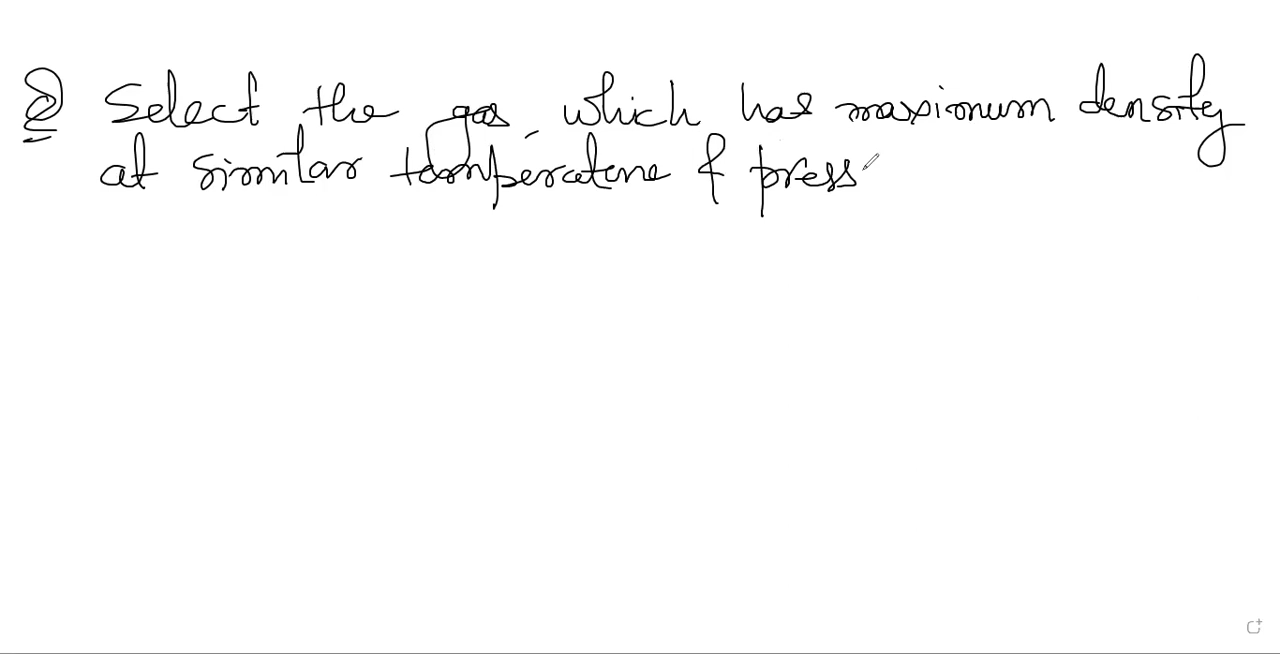 Q Select the gas, which has maximum density
at similar temperature & press